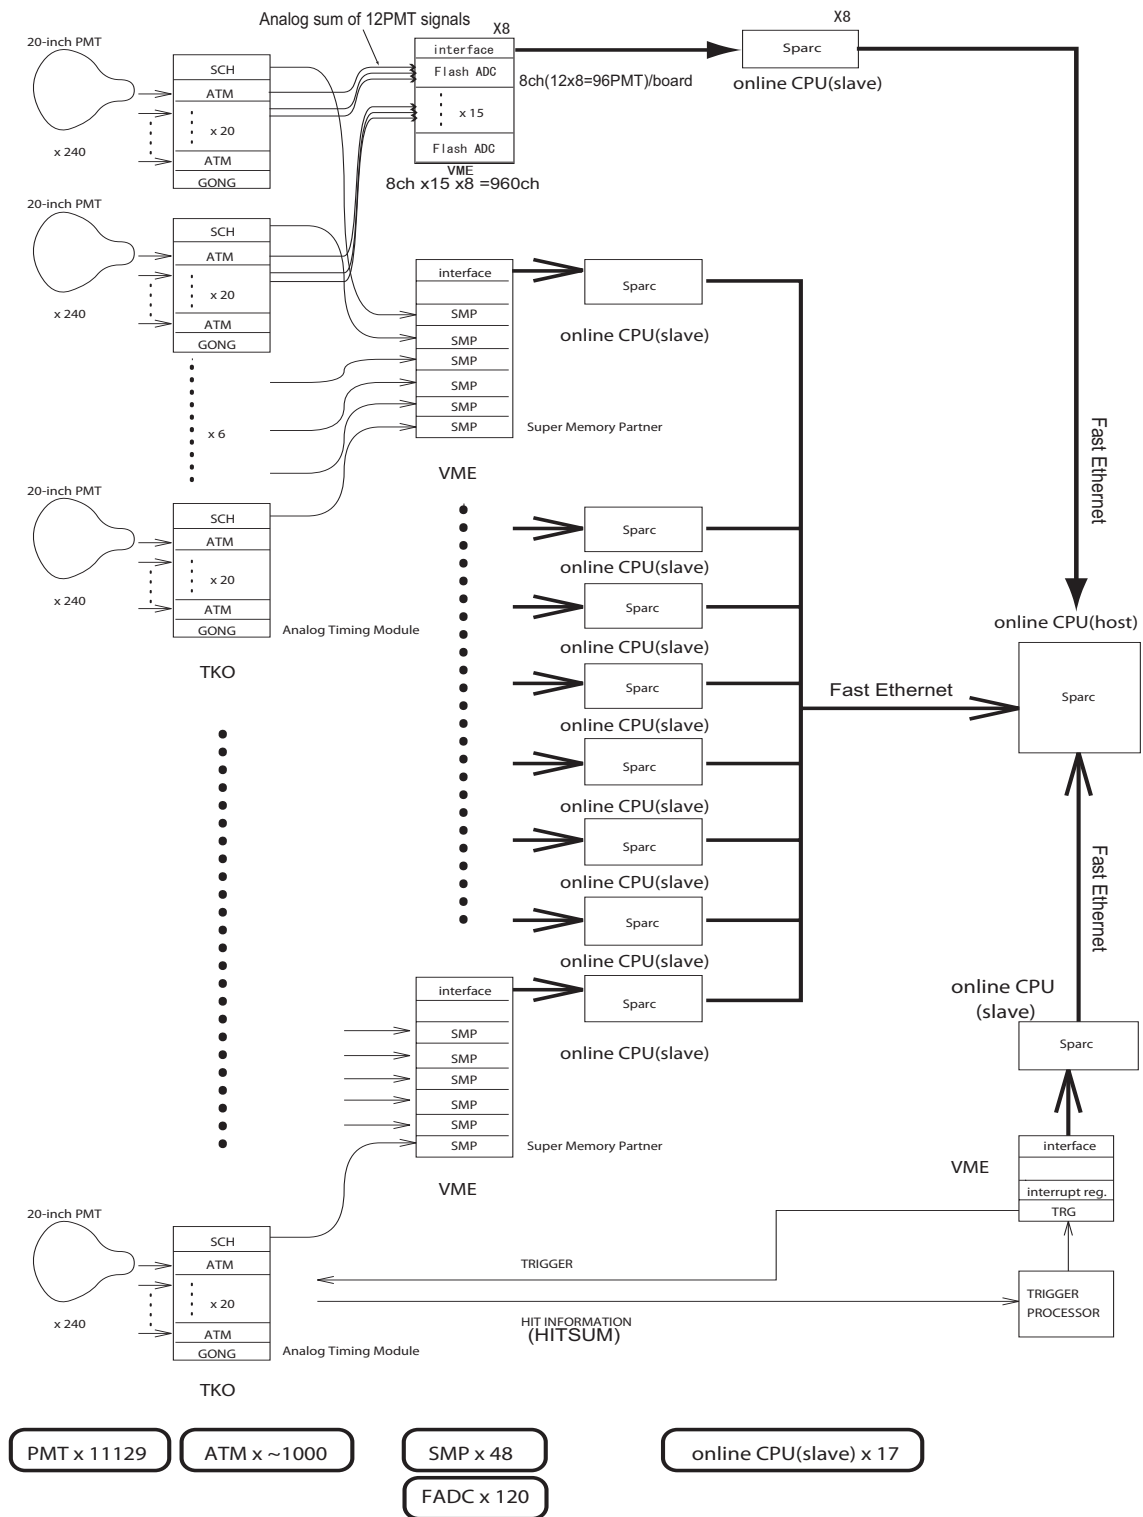 Analog sum of 12PMT signals
X8
X8
20-inch PMT
x 240
SCH
ATM
x 20
ATM
GONG
interface
Flash ADC
x 15
Flash ADC
VME
8ch x15 x8 =960ch
8ch(12x8=96PMT)/board
Sparc
online CPU(slave)
20-inch PMT
x 240
SCH
ATM
x 20
ATM
GONG
x 6
interface
SMP
SMP
SMP
SMP
SMP
SMP
Super Memory Partner
VME
Sparc
online CPU(slave)
Fast Ethernet
20-inch PMT
x 240
SCH
ATM
x 20
ATM
GONG
Analog Timing Module
TKO
Sparc
online CPU(slave)
Sparc
online CPU(slave)
Sparc
online CPU(slave)
Sparc
online CPU(slave)
Sparc
online CPU(slave)
Sparc
online CPU(slave)
Fast Ethernet
online CPU(host)
Sparc
Fast Ethernet
interface
SMP
SMP
SMP
SMP
SMP
SMP
Super Memory Partner
VME
Sparc
online CPU(slave)
online CPU
(slave)
Sparc
VME
interface
interrupt reg.
TRG
TRIGGER
PROCESSOR
TRIGGER
HIT INFORMATION
(HITSUM)
20-inch PMT
x 240
SCH
ATM
x 20
ATM
GONG
Analog Timing Module
TKO
PMT x 11129
ATM x ~1000
SMP x 48
online CPU(slave) x 17
FADC x 120